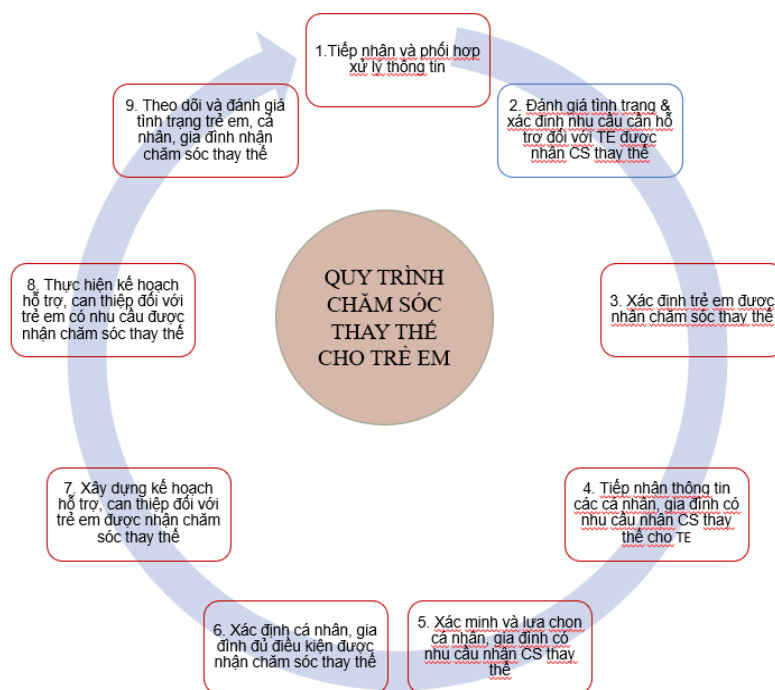 1.Tiếp nhận và phối hợp
xử lý thông tin
2. Đánh giá tình trạng &
xác định nhu cầu cần hỗ
trợ đối với TE được
nhận CS thay thế
3. Xác định trẻ em được
nhận chăm sóc thay thế
4. Tiếp nhận thông tin
các cá nhân, gia đình có
nhu cầu nhận CS thay
thế cho TE
5. Xác minh và lựa chọn
cá nhân, gia đình có
nhu cầu nhận CS thay
thế
6. Xác định cá nhân, gia
đình đủ điều kiện được
nhận chăm sóc thay thế
7. Xây dựng kế hoạch
hỗ trợ, can thiệp đối với
trẻ em được nhận chăm
sóc thay thế
8. Thực hiện kế hoạch
hỗ trợ, can thiệp đối với
trẻ em có nhu cầu được
nhận chăm sóc thay thế
9. Theo dõi và đánh giá
tình trạng trẻ em, cá
nhân, gia đình nhận
chăm sóc thay thế
QUY TRÌNH
CHĂM SÓC
THAY THẾ
CHO TRẺ EM